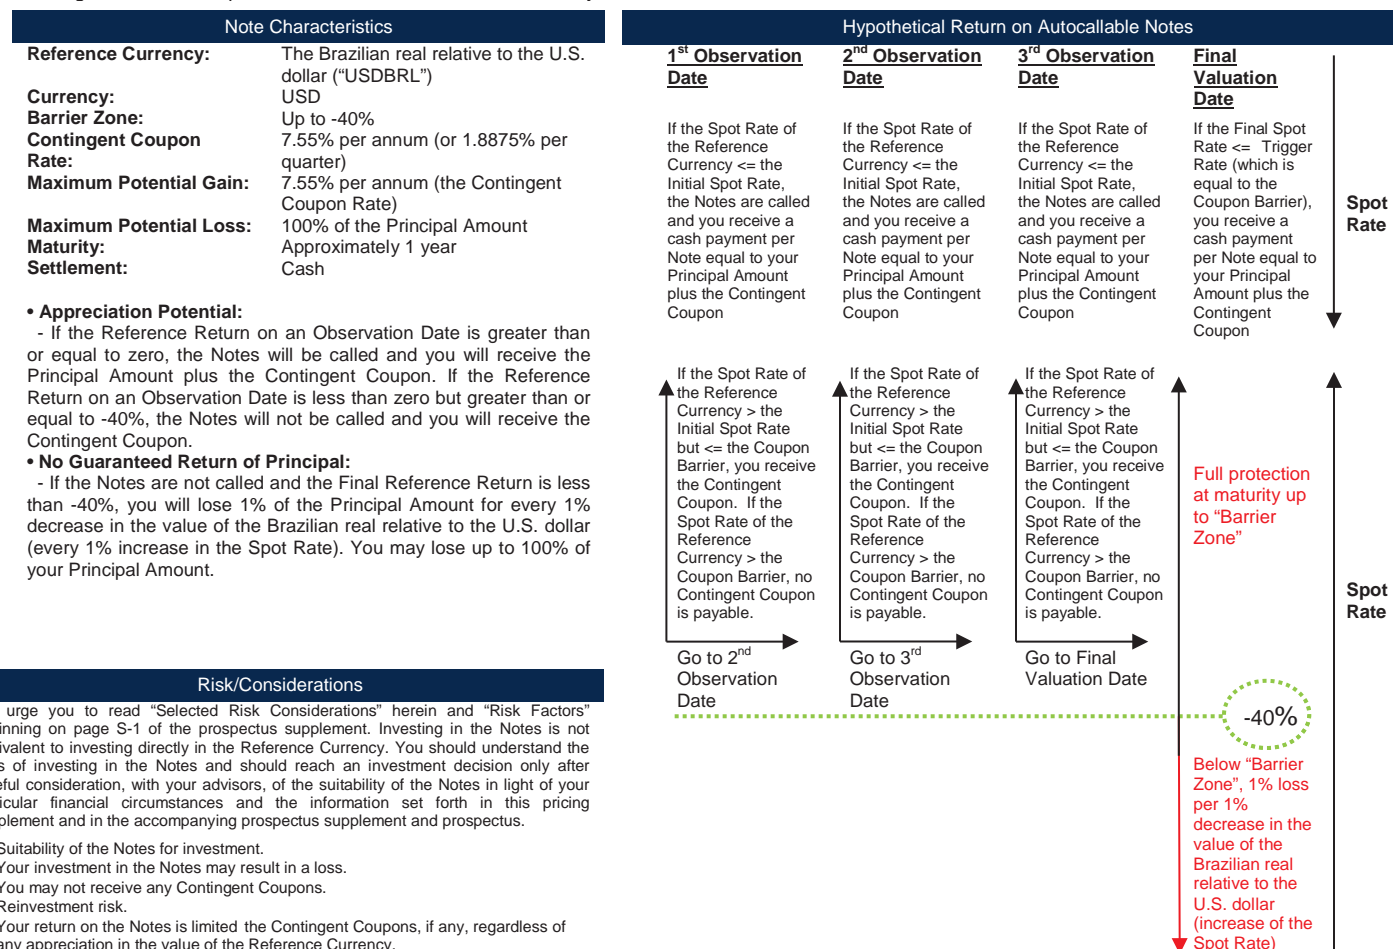 Note Characteristics
Reference Currency: The Brazilian real relative to the U.S.
dollar (“USDBRL”)
Currency: USD
Barrier Zone: Up to -40%
Contingent Coupon 7.55% per annum (or 1.8875% per
Rate: quarter)
Maximum Potential Gain: 7.55% per annum (the Contingent
Coupon Rate)
Maximum Potential Loss: 100% of the Principal Amount
Maturity: Approximately 1 year
Settlement: Cash
• Appreciation Potential:
- If the Reference Return on an Observation Date is greater than
or equal to zero, the Notes will be called and you will receive the
Principal Amount plus the Contingent Coupon. If the Reference
Return on an Observation Date is less than zero but greater than or
equal to -40%, the Notes will not be called and you will receive the
Contingent Coupon.
• No Guaranteed Return of Principal:
- If the Notes are not called and the Final Reference Return is less
than -40%, you will lose 1% of the Principal Amount for every 1%
decrease in the value of the Brazilian real relative to the U.S. dollar
(every 1% increase in the Spot Rate). You may lose up to 100% of
your Principal Amount.
Risk/Considerations
urge you to read “Selected Risk Considerations” herein and “Risk Factors”
inning on page S-1 of the prospectus supplement. Investing in the Notes is not
ivalent to investing directly in the Reference Currency. You should understand the
s of investing in the Notes and should reach an investment decision only after
eful consideration, with your advisors, of the suitability of the Notes in light of your
icular financial circumstances and the information set forth in this pricing
plement and in the accompanying prospectus supplement and prospectus.
Suitability of the Notes for investment.
Your investment in the Notes may result in a loss.
You may not receive any Contingent Coupons.
Reinvestment risk.
Your return on the Notes is limited the Contingent Coupons, if any, regardless of
any appreciation in the value of the Reference Currency.
Hypothetical Return on Autocallable Notes
1st Observation
Date
If the Spot Rate of
the Reference
Currency <= the
Initial Spot Rate,
the Notes are called
and you receive a
cash payment per
Note equal to your
Principal Amount
plus the Contingent
Coupon
2nd Observation
Date
If the Spot Rate of
the Reference
Currency <= the
Initial Spot Rate,
the Notes are called
and you receive a
cash payment per
Note equal to your
Principal Amount
plus the Contingent
Coupon
3rd Observation
Date
If the Spot Rate of
the Reference
Currency <= the
Initial Spot Rate,
the Notes are called
and you receive a
cash payment per
Note equal to your
Principal Amount
plus the Contingent
Coupon
Final
Valuation
Date
If the Final Spot
Rate <= Trigger
Rate (which is
equal to the
Coupon Barrier),
you receive a
cash payment
per Note equal to
your Principal
Amount plus the
Contingent
Coupon
Spot
Rate
If the Spot Rate of
the Reference
Currency > the
Initial Spot Rate
but <= the Coupon
Barrier, you receive
the Contingent
Coupon. If the
Spot Rate of the
Reference
Currency > the
Coupon Barrier, no
Contingent Coupon
is payable.
Go to 2nd
Observation
Date
If the Spot Rate of
the Reference
Currency > the
Initial Spot Rate
but <= the Coupon
Barrier, you receive
the Contingent
Coupon. If the
Spot Rate of the
Reference
Currency > the
Coupon Barrier, no
Contingent Coupon
is payable.
Go to 3rd
Observation
Date
If the Spot Rate of
the Reference
Currency > the
Initial Spot Rate
but <= the Coupon
Barrier, you receive
the Contingent
Coupon. If the
Spot Rate of the
Reference
Currency > the
Coupon Barrier, no
Contingent Coupon
is payable.
Go to Final
Valuation Date
Full protection
at maturity up
to “Barrier
Zone”
Spot
Rate
-40%
Below “Barrier
Zone”, 1% loss
per 1%
decrease in the
value of the
Brazilian real
relative to the
U.S. dollar
(increase of the
Spot Rate)